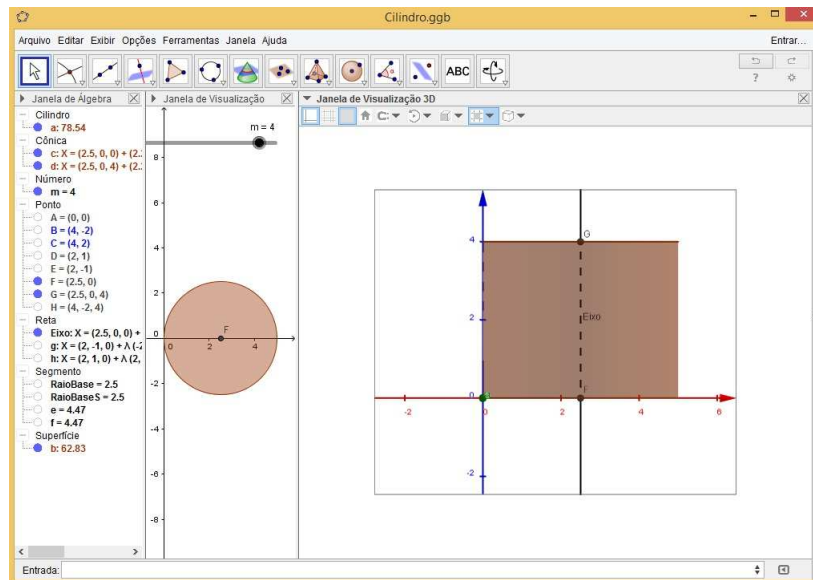 Cilindro.ggb
Arquivo Editar Exibir Opções Ferramentas Janela Ajuda
Entrar...
ABC
?
Janela de Álgebra
Cilindro
a: 78.54
Cônica
c: X = (2.5, 0, 0) + (2.
d: X = (2.5, 0, 4) + (2.
Número
m = 4
Ponto
A = (0, 0)
B = (4, -2)
C = (4, 2)
D = (2, 1)
E = (2, -1)
F = (2.5, 0)
G = (2.5, 0, 4)
H = (4, -2, 4)
Reta
Eixo: X = (2.5, 0, 0) +
g: X = (2, -1, 0) + λ (-2
h: X = (2, 1, 0) + λ (2,
Segmento
RaioBase = 2.5
RaioBaseS = 2.5
e = 4.47
f = 4.47
Superfície
b: 62.83
Janela de Visualização
m = 4
8
6
4
2
0
F
0 2 4
-2
-4
-6
-8
Janela de Visualização 3D
4
G
2
Eixo
0
F
-2 0 2 4 6
-2
Entrada: